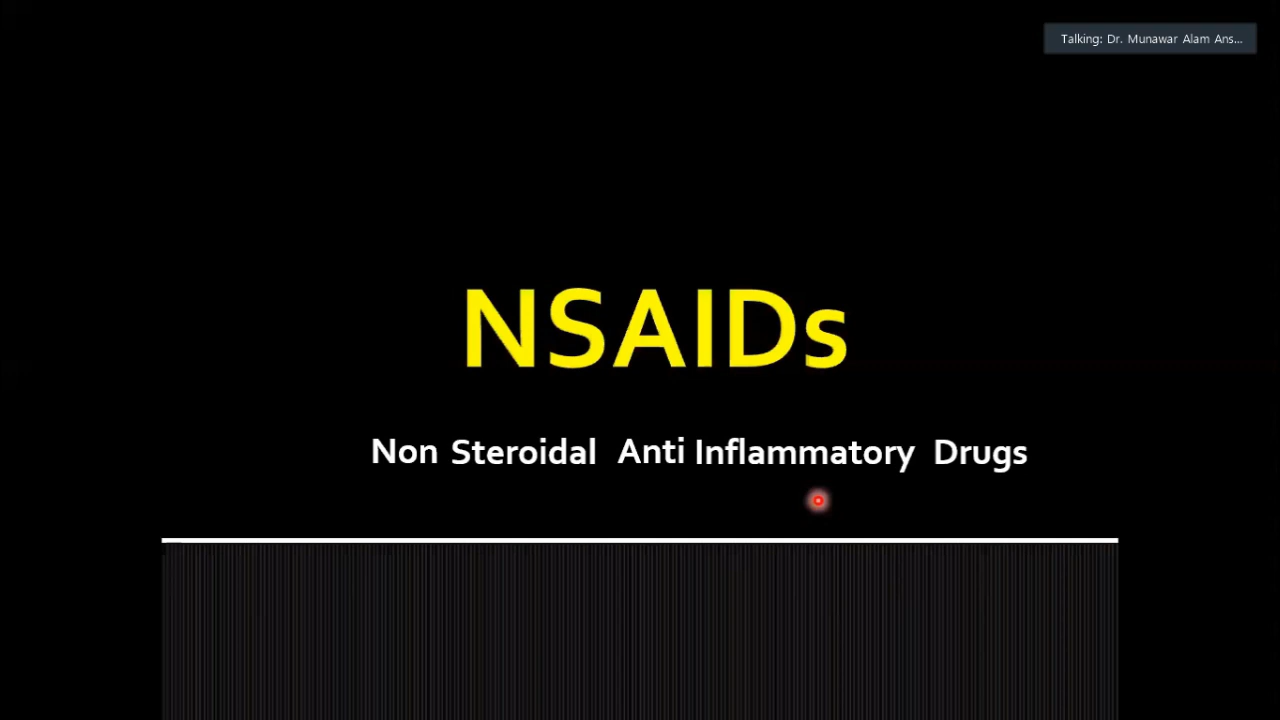 Talking: Dr. Munawar Alam Ans...
NSAIDs
Non Steroidal Anti Inflammatory Drugs